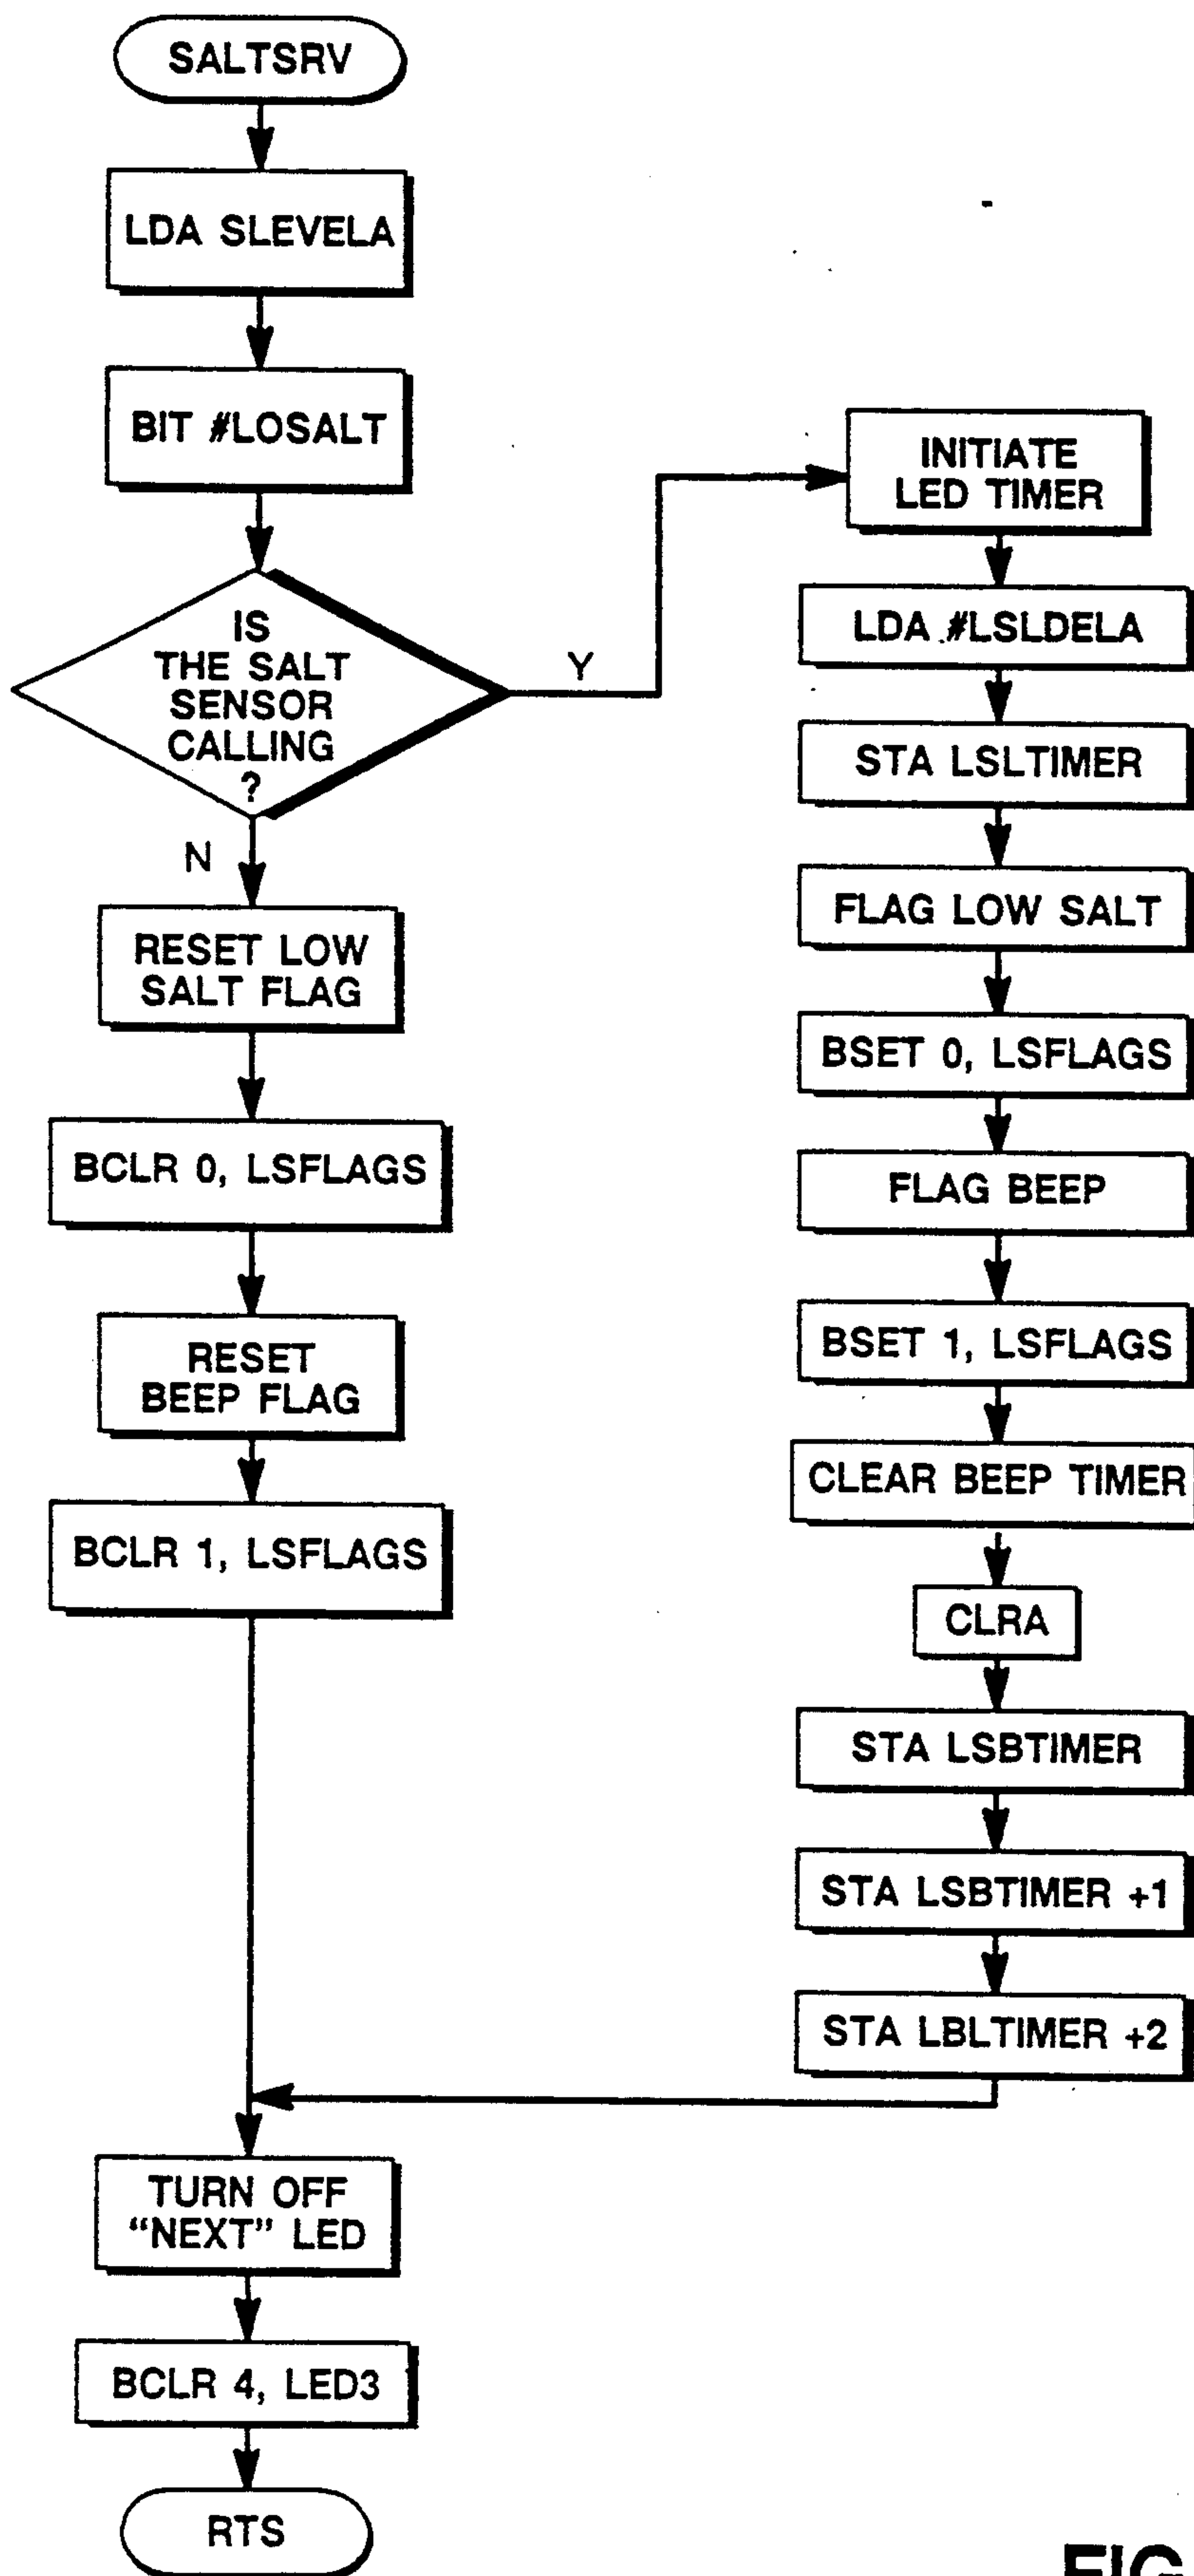 SALTSRV
LDA SLEVELA
BIT #LOSALT
IS
THE SALT
SENSOR
CALLING
?
Y
N
RESET LOW
SALT FLAG
BCLR 0, LSFLAGS
RESET
BEEP FLAG
BCLR 1, LSFLAGS
INITIATE
LED TIMER
LDA #LSLDELA
STA LSLTIMER
FLAG LOW SALT
BSET 0, LSFLAGS
FLAG BEEP
BSET 1, LSFLAGS
CLEAR BEEP TIMER
CLRA
STA LSBTIMER
STA LSBTIMER +1
STA LBLTIMER +2
TURN OFF
“NEXT” LED
BCLR 4, LED3
RTS
FIG